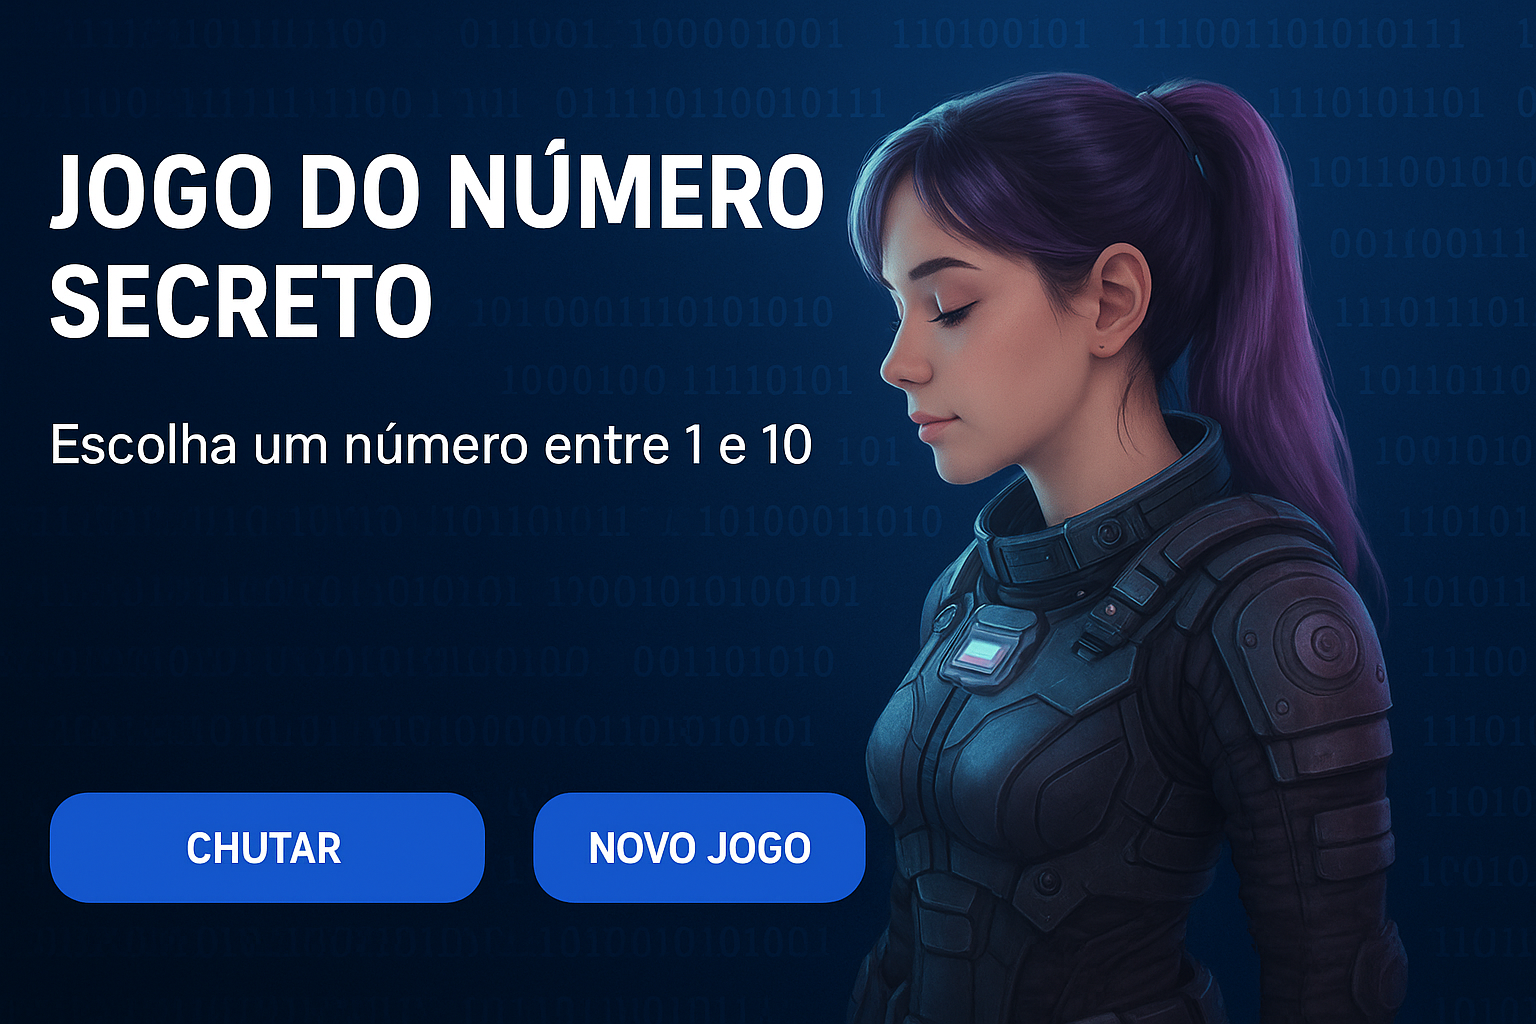 JOGO DO NÚMERO
SECRETO
Escolha um número entre 1 e 10
CHUTAR
NOVO JOGO